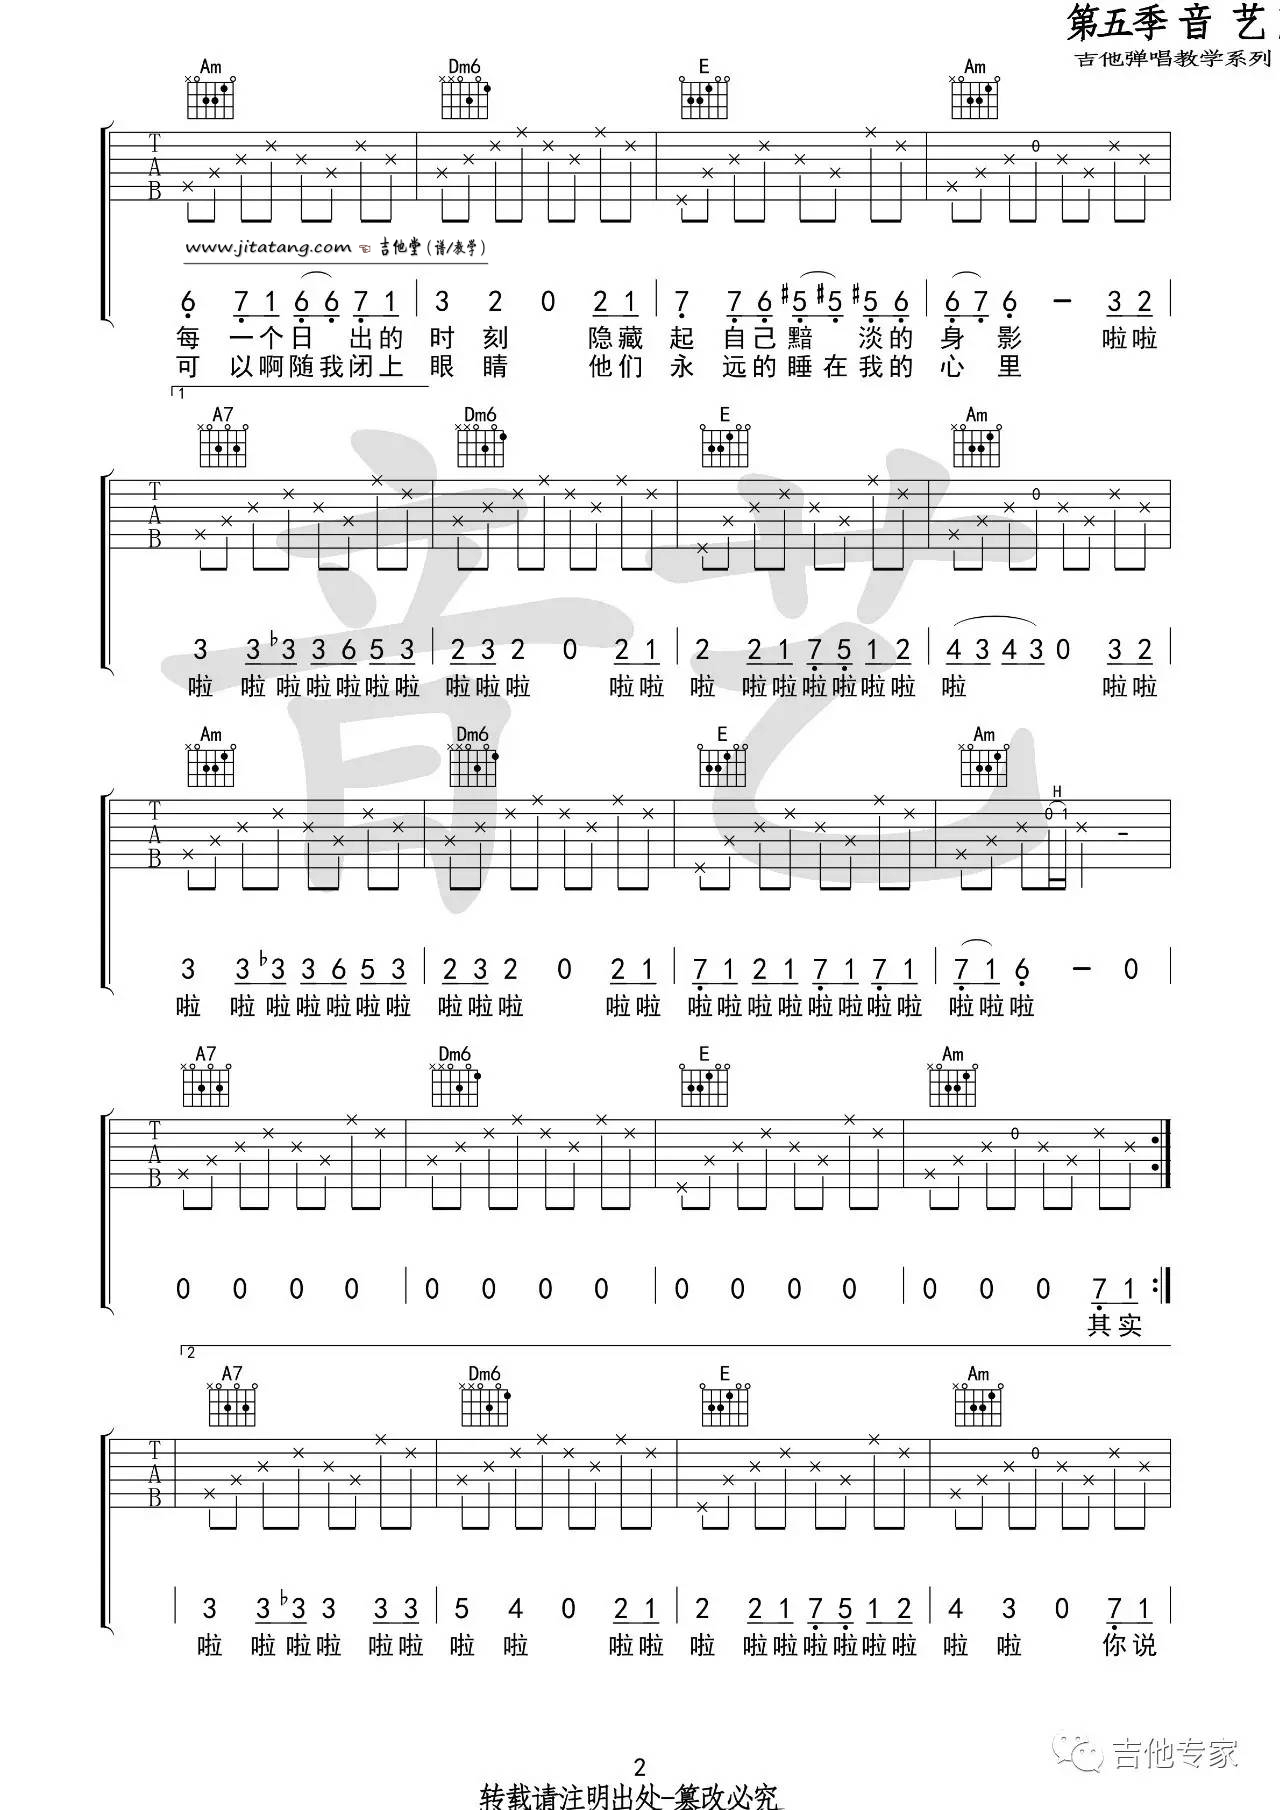 第五季音艺
吉他弹唱教学系列
Am Dm6 E Am
T
A
B
0
www.jitatang.com 吉他堂(谱/教学)
6 7 1 6 6 7 1 3 2 0 2 1 7 7 6 #5 #5 #5 6 6 7 6 – 3 2
每一个日出的时刻 隐藏起自己黯淡的身影 啦啦
可以啊随我闭上眼睛 他们永远的睡在我的心里
1
A7 Dm6 E Am
T
A
B
0
3 3 b3 3 6 5 3 2 3 2 0 2 1 2 2 1 7 5 1 2 4 3 4 3 0 3 2
啦 啦啦啦啦啦啦 啦啦啦 啦啦 啦 啦啦啦啦啦啦 啦 啦啦
Am Dm6 E Am
H
T
A
B
0 1 –
3 3 b3 3 6 5 3 2 3 2 0 2 1 7 1 2 1 7 1 7 1 7 1 6 – 0
啦 啦啦啦啦啦啦 啦啦啦 啦啦 啦啦啦啦啦啦啦啦 啦啦啦
A7 Dm6 E Am
T
A
B
0
0 0 0 0 0 0 0 0 0 0 0 0 0 0 0 7 1
其实
2
A7 Dm6 E Am
T
A
B
0
3 3 b3 3 3 3 5 4 0 2 1 2 2 1 7 5 1 2 4 3 0 7 1
啦 啦啦啦 啦啦 啦 啦 啦啦 啦 啦啦啦啦啦啦 啦 啦 你说
吉他专家
2
转载请注明出处-篡改必究